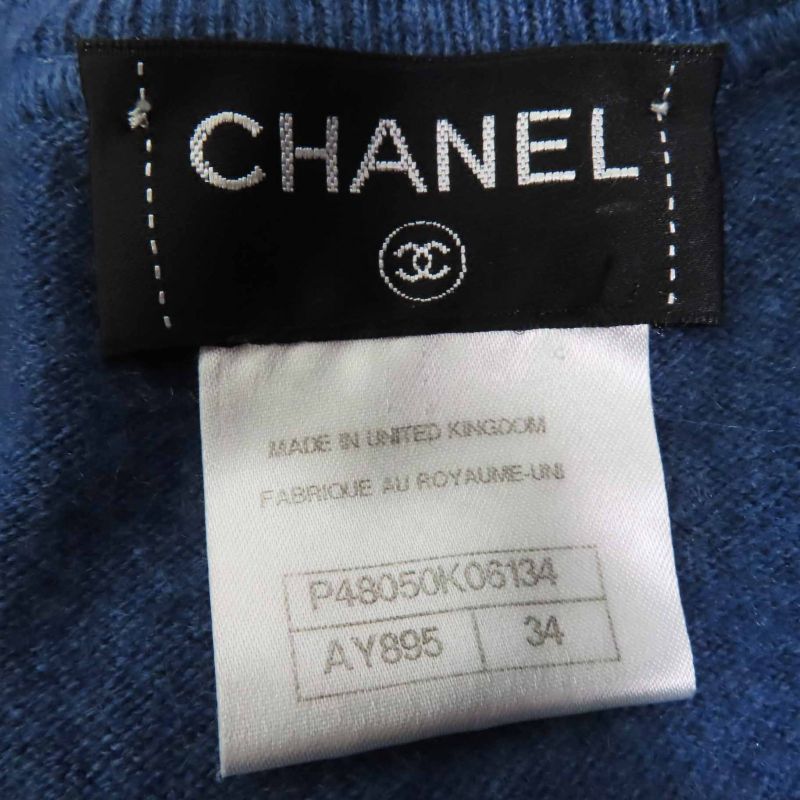 CHANEL
MADE IN UNITED KINGDOM
FABRIQUE AU ROYAUME-UNI
P48050K06134
AY895 34